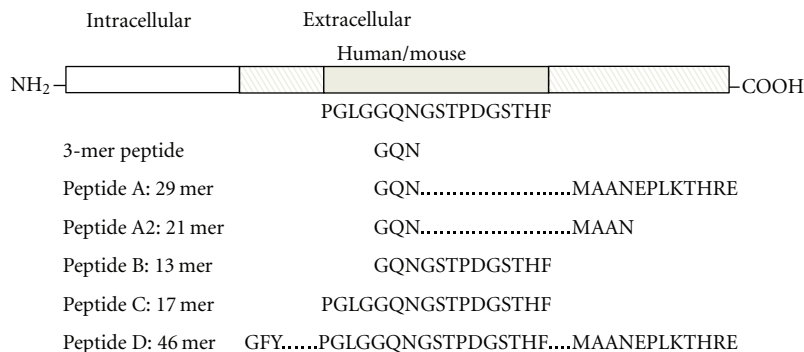 Intracellular Extracellular
Human/mouse
NH2 COOH
PGLGGQNGSTPDGSTHF
3-mer peptide GQN
Peptide A: 29 mer GQN......................MAANEPLKTHRE
Peptide A2: 21 mer GQN......................MAAN
Peptide B: 13 mer GQNGSTPDGSTHF
Peptide C: 17 mer PGLGGQNGSTPDGSTHF
Peptide D: 46 mer GFY......PGLGGQNGSTPDGSTHF....MAANEPLKTHRE